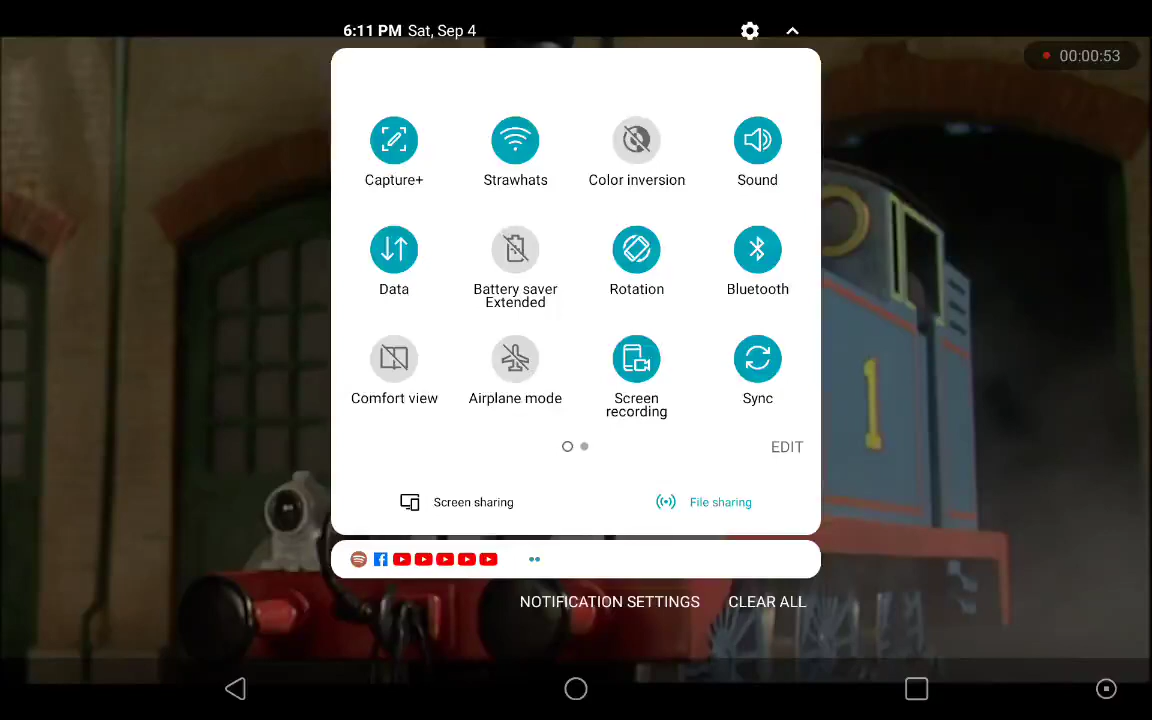 6:11 PM Sat, Sep 4
00:00:53
Capture+ Strawhats Color inversion Sound
Data Battery saver Extended Rotation Bluetooth
Comfort view Airplane mode Screen recording Sync
EDIT
Screen sharing File sharing
NOTIFICATION SETTINGS CLEAR ALL
1